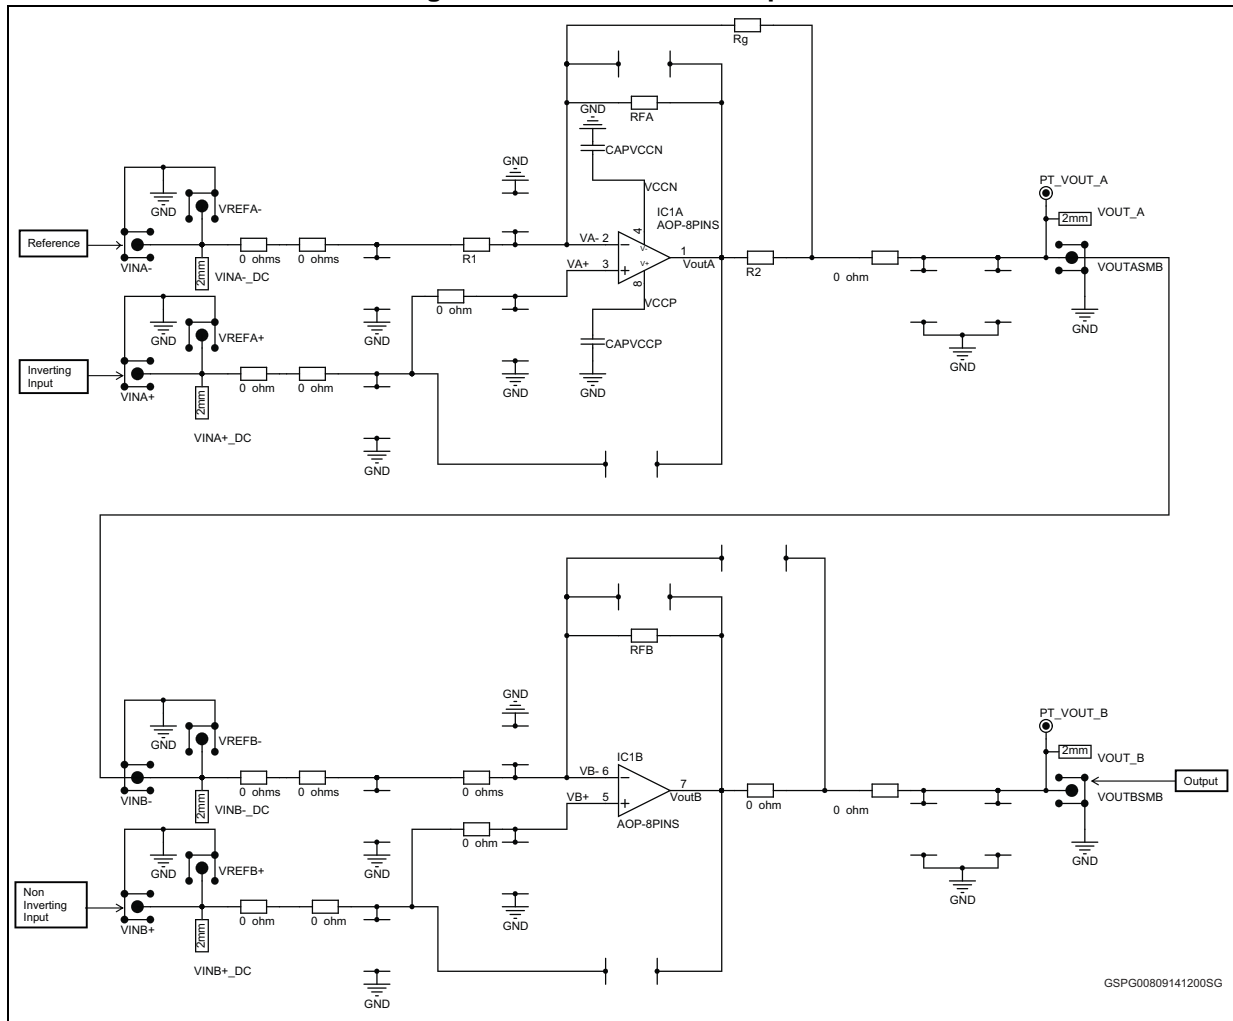 Rg
GND
RFA
CAPVCCN
GND
VCCN
PT_VOUT_A
GND
VREFA-
IC1A
AOP-8PINS
2mm
VOUT_A
Reference
4
VA- 2
V-
1
VINA-
0 ohms
0 ohms
R1
VA+ 3
V+
VoutA
R2
0 ohm
VOUTASMB
2mm
VINA-_DC
8
VCCP
0 ohm
GND
GND
GND
VREFA+
CAPVCCP
Inverting
Input
GND
GND
VINA+
0 ohm
0 ohm
GND
GND
2mm
VINA+_DC
GND
RFB
GND
PT_VOUT_B
GND
VREFB-
IC1B
2mm
VOUT_B
VB- 6
7
Output
VINB-
0 ohms
0 ohms
0 ohms
VB+ 5
VoutB
0 ohm
0 ohm
VOUTBSMB
2mm
VINB-_DC
AOP-8PINS
0 ohm
GND
GND
GND
VREFB+
Non
Inverting
Input
GND
GND
VINB+
0 ohm
0 ohm
2mm
VINB+_DC
GND
GSPG00809141200SG